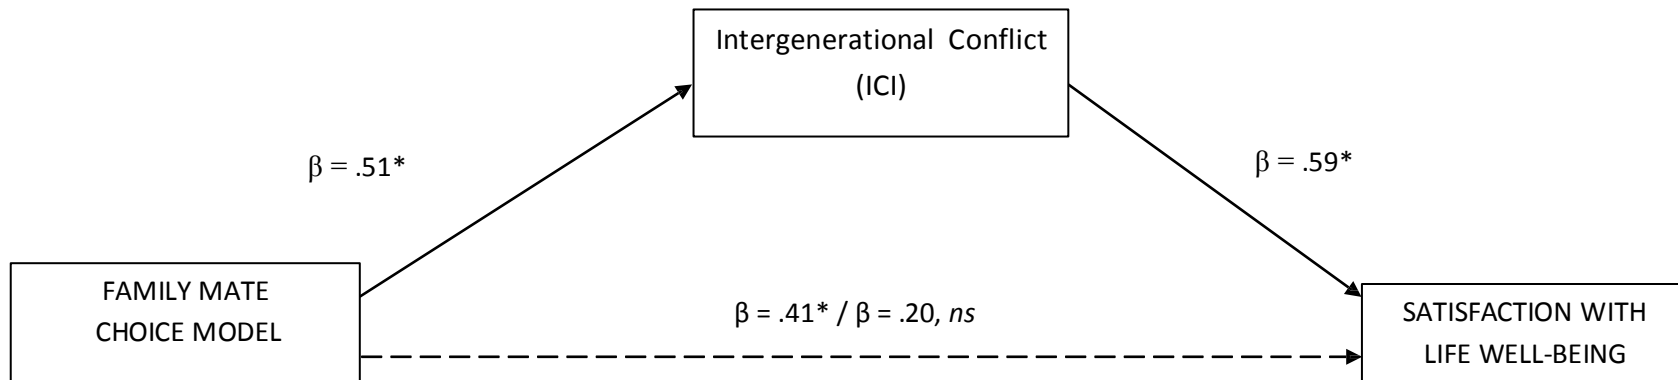 Intergenerational Conflict
(ICI)
β = .51*
β = .59*
FAMILY MATE
CHOICE MODEL
β = .41* / β = .20, ns
SATISFACTION WITH
LIFE WELL-BEING